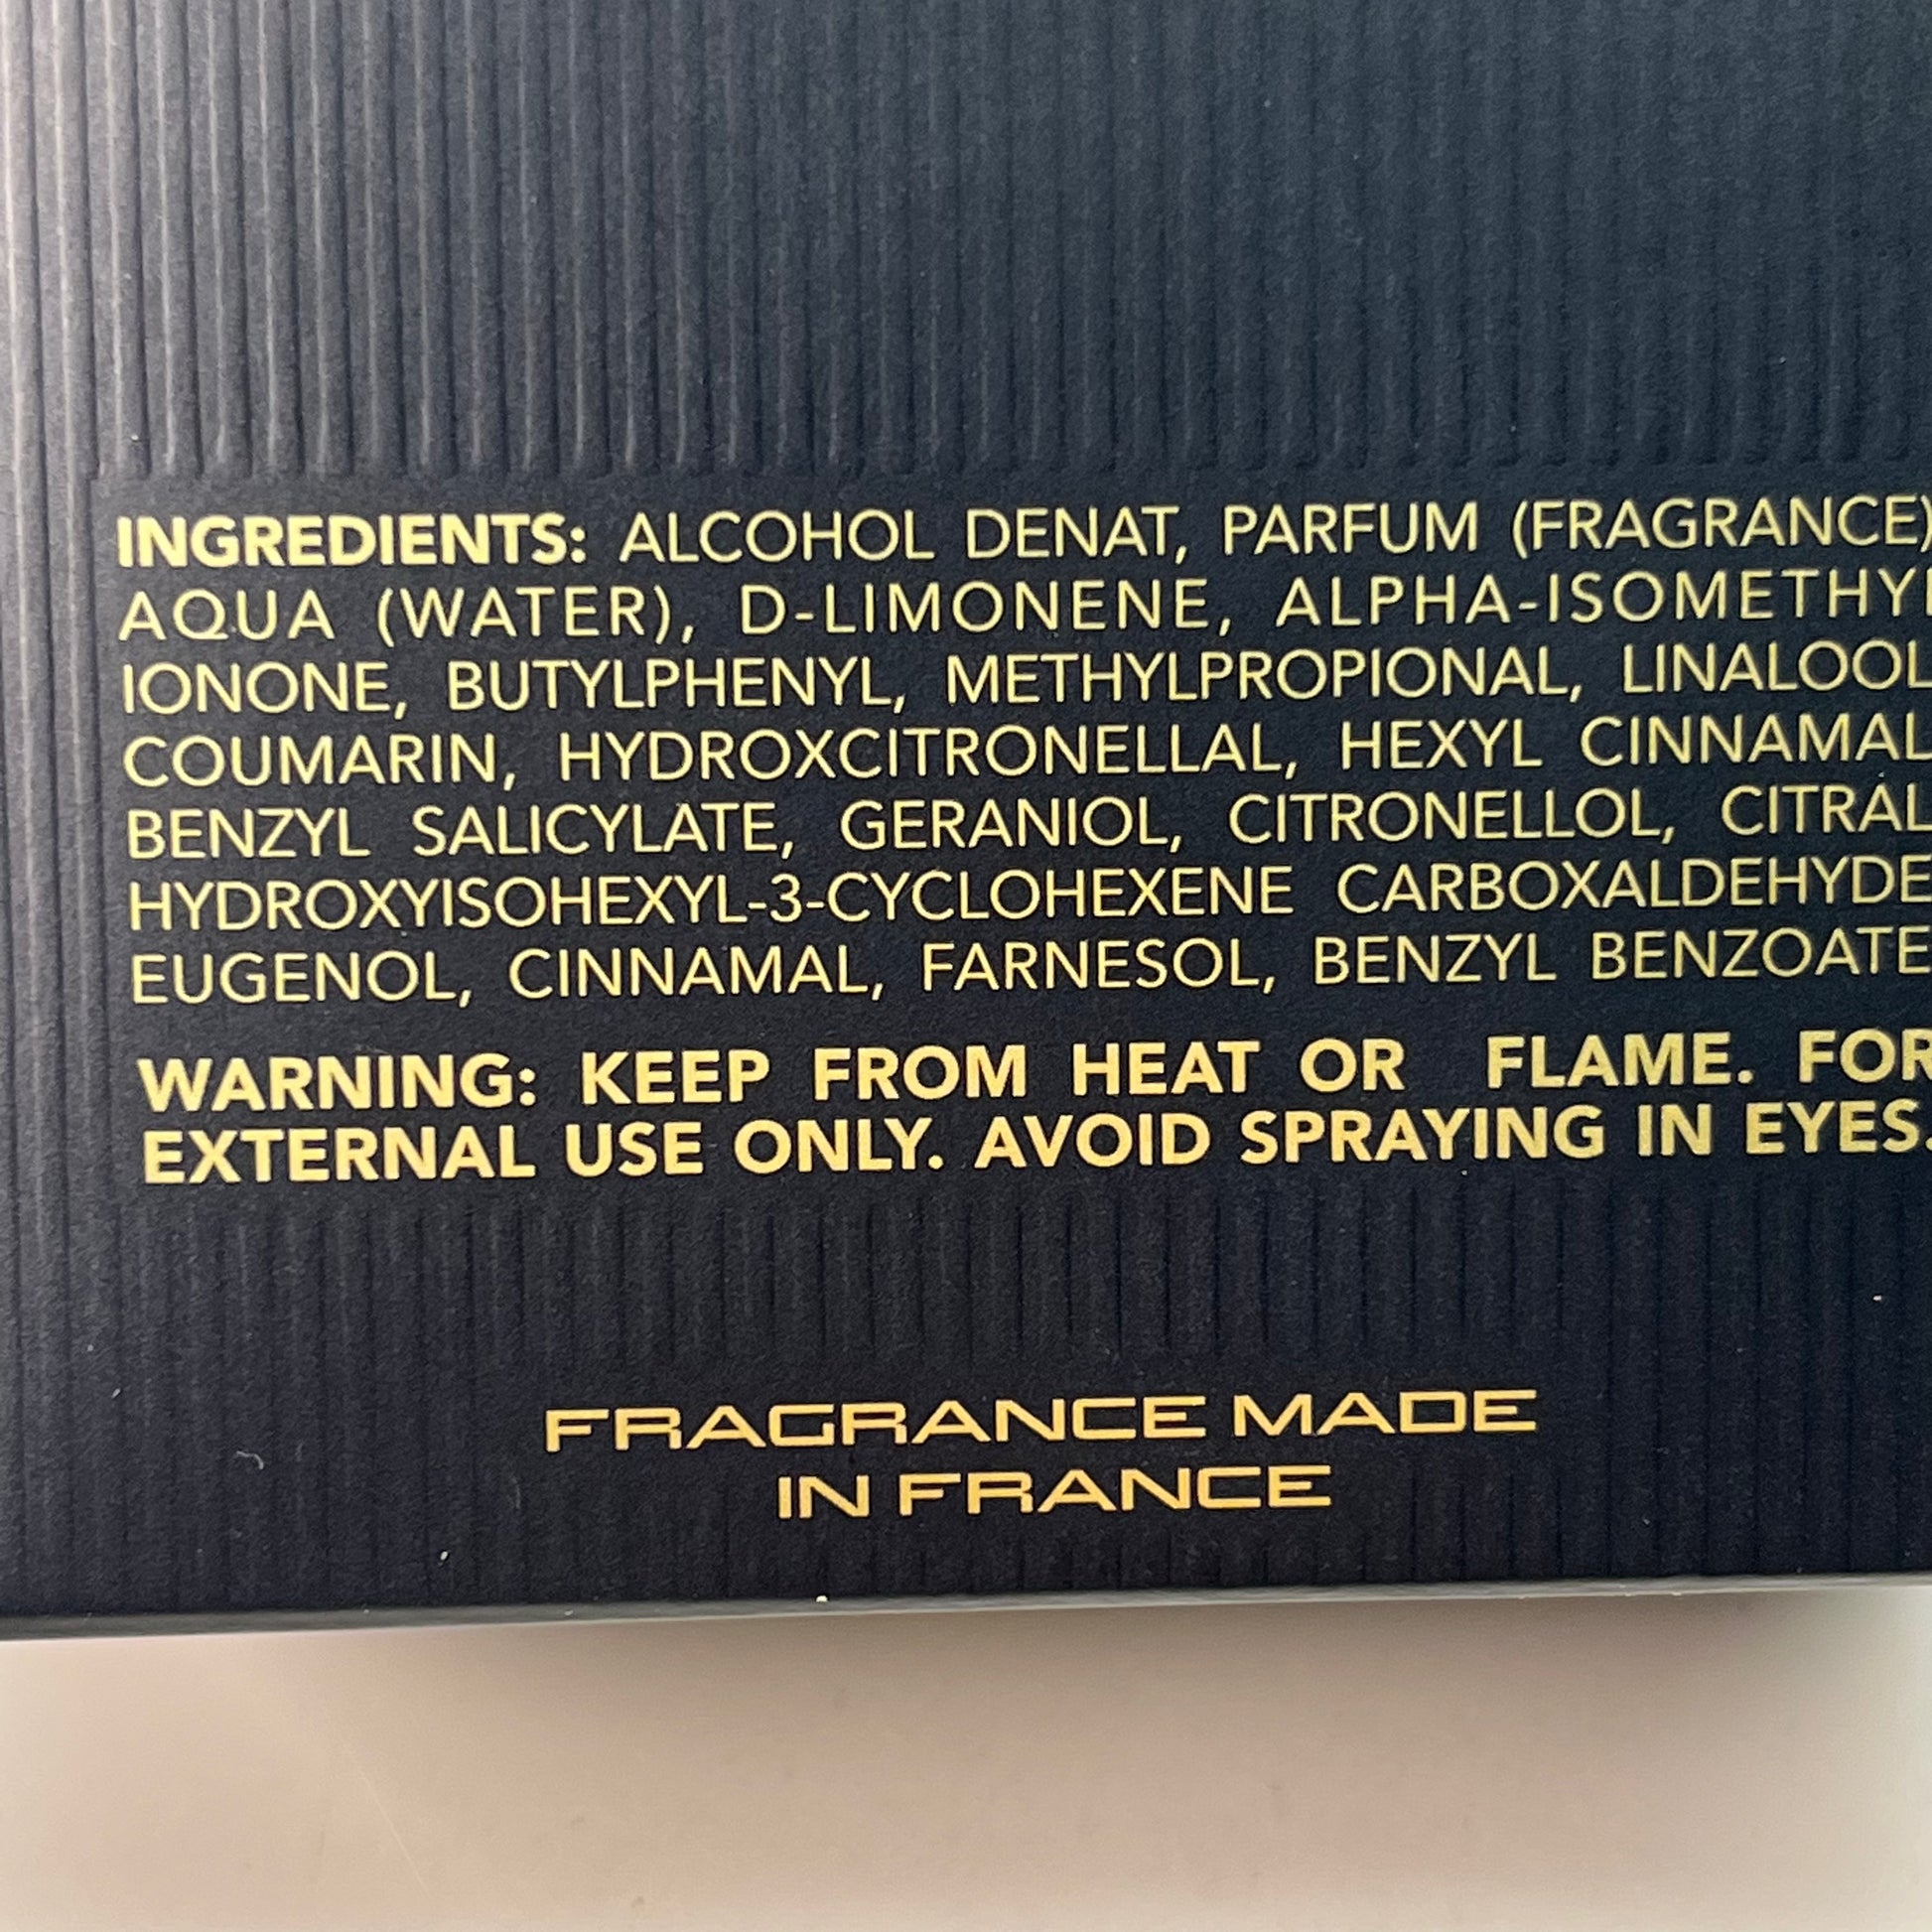 INGREDIENTS: ALCOHOL DENAT, PARFUM (FRAGRANCE)
AQUA (WATER), D-LIMONENE, ALPHA-ISOMETHYL
IONONE, BUTYLPHENYL, METHYLPROPIONAL, LINALOOL
COUMARIN, HYDROXCITRONELLAL, HEXYL CINNAMAL
BENZYL SALICYLATE, GERANIOL, CITRONELLOL, CITRAL
HYDROXYISOHEXYL-3-CYCLOHEXENE CARBOXALDEHYDE
EUGENOL, CINNAMAL, FARNESOL, BENZYL BENZOATE
WARNING: KEEP FROM HEAT OR FLAME. FOR
EXTERNAL USE ONLY. AVOID SPRAYING IN EYES.
FRAGRANCE MADE
IN FRANCE